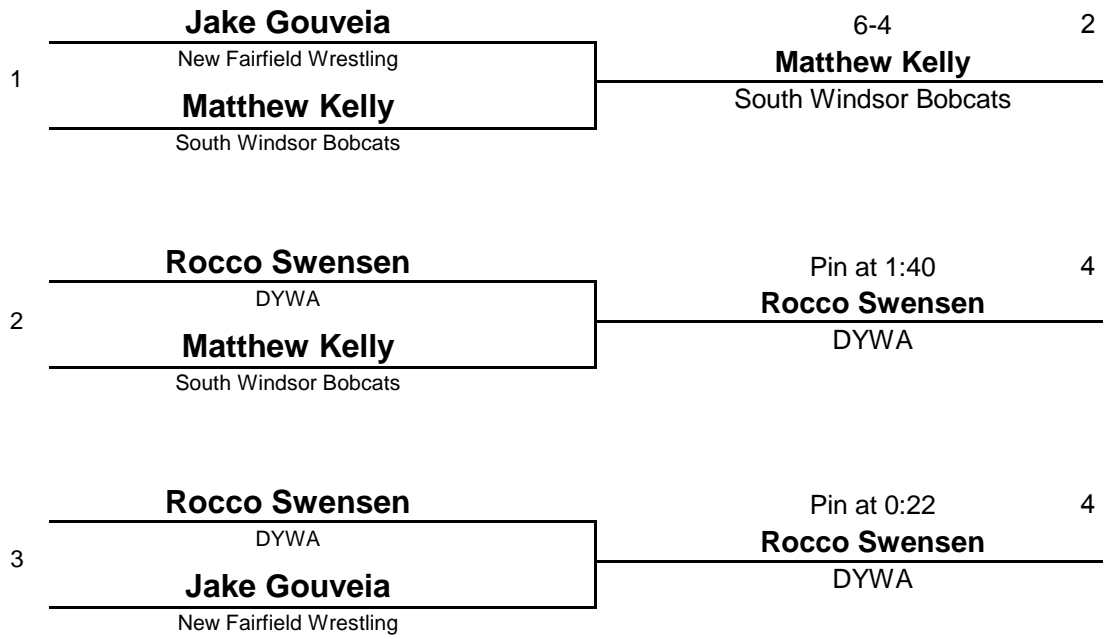 Jake Gouveia
6-4 2
New Fairfield Wrestling
Matthew Kelly
1
Matthew Kelly
South Windsor Bobcats
South Windsor Bobcats
Rocco Swensen
Pin at 1:40 4
DYWA
Rocco Swensen
2
Matthew Kelly
DYWA
South Windsor Bobcats
Rocco Swensen
Pin at 0:22 4
DYWA
Rocco Swensen
3
Jake Gouveia
DYWA
New Fairfield Wrestling